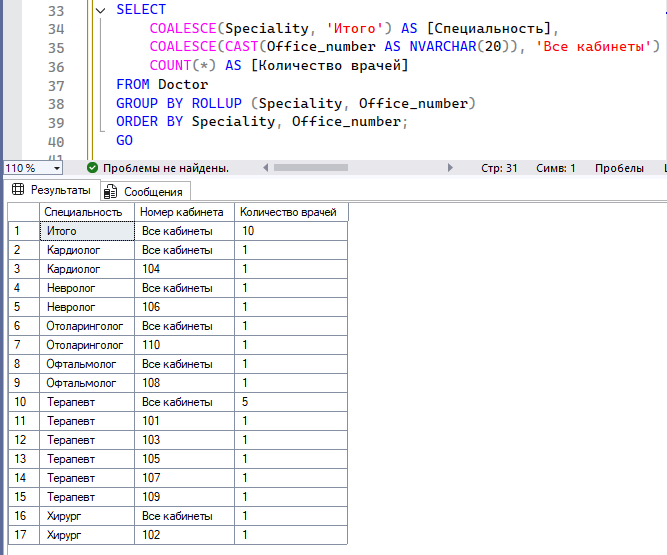 33 SELECT
34 COALESCE(Speciality, 'Итого') AS [Специальность],
35 COALESCE(CAST(Office_number AS NVARCHAR(20)), 'Все кабинеты')
36 COUNT(*) AS [Количество врачей]
37 FROM Doctor
38 GROUP BY ROLLUP (Speciality, Office_number)
39 ORDER BY Speciality, Office_number;
40 GO
110 % Проблемы не найдены. Стр: 31 Симв: 1 Пробелы
Результаты Сообщения
Специальность Номер кабинета Количество врачей
1 Итого Все кабинеты 10
2 Кардиолог Все кабинеты 1
3 Кардиолог 104 1
4 Невролог Все кабинеты 1
5 Невролог 106 1
6 Отоларинголог Все кабинеты 1
7 Отоларинголог 110 1
8 Офтальмолог Все кабинеты 1
9 Офтальмолог 108 1
10 Терапевт Все кабинеты 5
11 Терапевт 101 1
12 Терапевт 103 1
13 Терапевт 105 1
14 Терапевт 107 1
15 Терапевт 109 1
16 Хирург Все кабинеты 1
17 Хирург 102 1